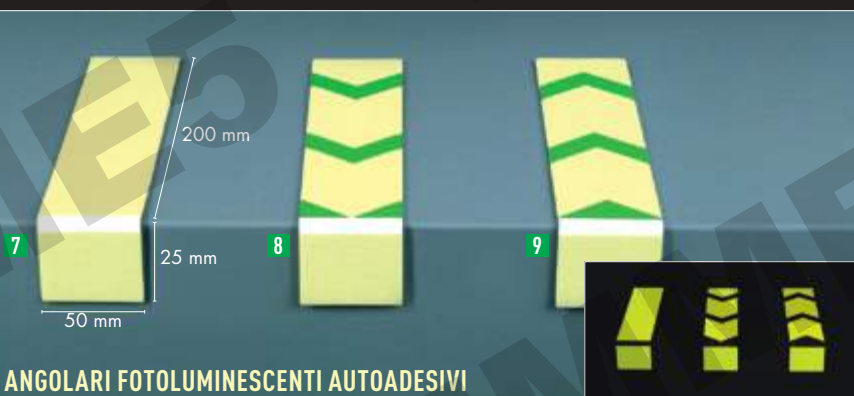 200 mm
7
8
9
25 mm
50 mm
ANGOLARI FOTOLUMINESCENTI AUTOADESIVI